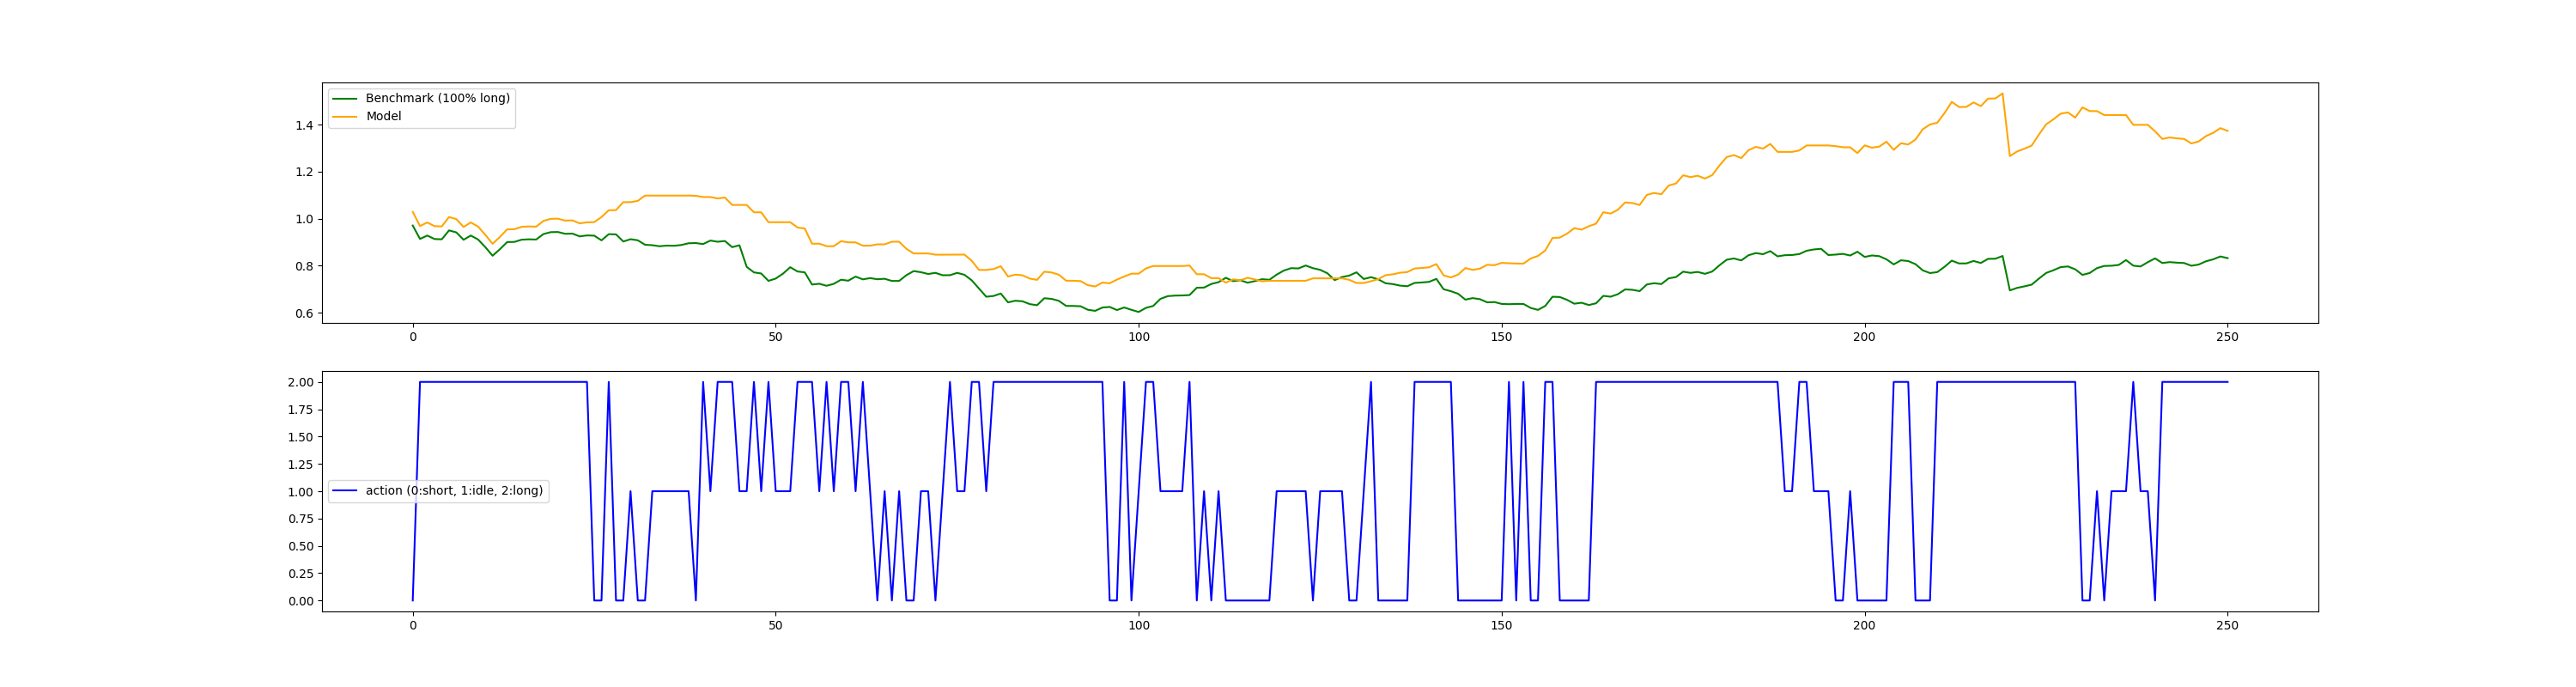 Benchmark (100% long)
Model
1.4
1.2
1.0
0.8
0.6
0 50 100 150 200 250
2.00
1.75
1.50
1.25
1.00
0.75
0.50
0.25
0.00
action (0:short, 1:idle, 2:long)
0 50 100 150 200 250